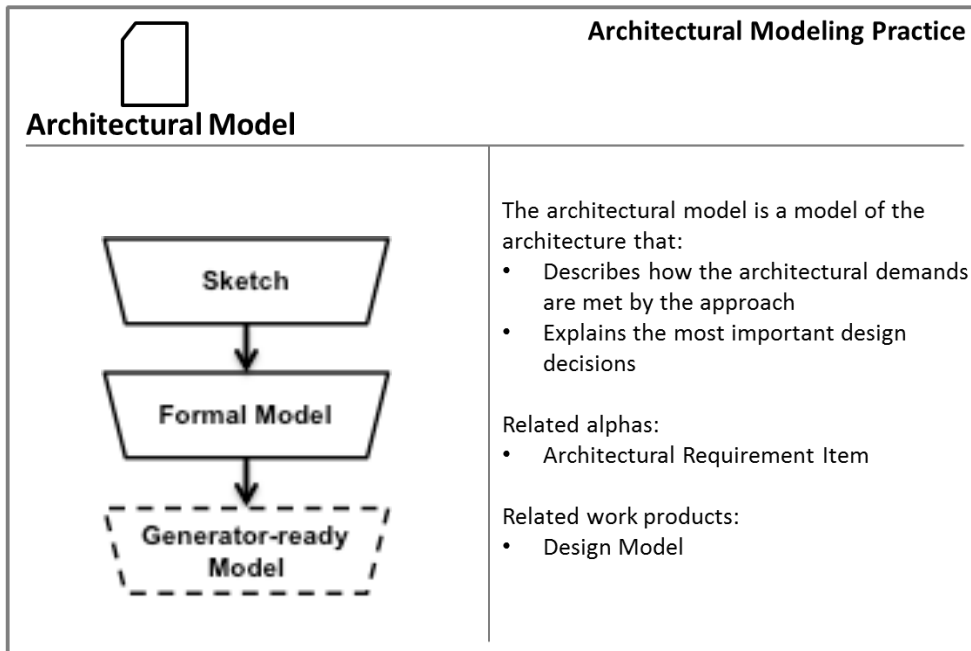 Architectural Modeling Practice
Architectural Model
Sketch
Formal Model
Generator-ready
Model
The architectural model is a model of the
architecture that:
• Describes how the architectural demands
are met by the approach
• Explains the most important design
decisions
Related alphas:
• Architectural Requirement Item
Related work products:
• Design Model